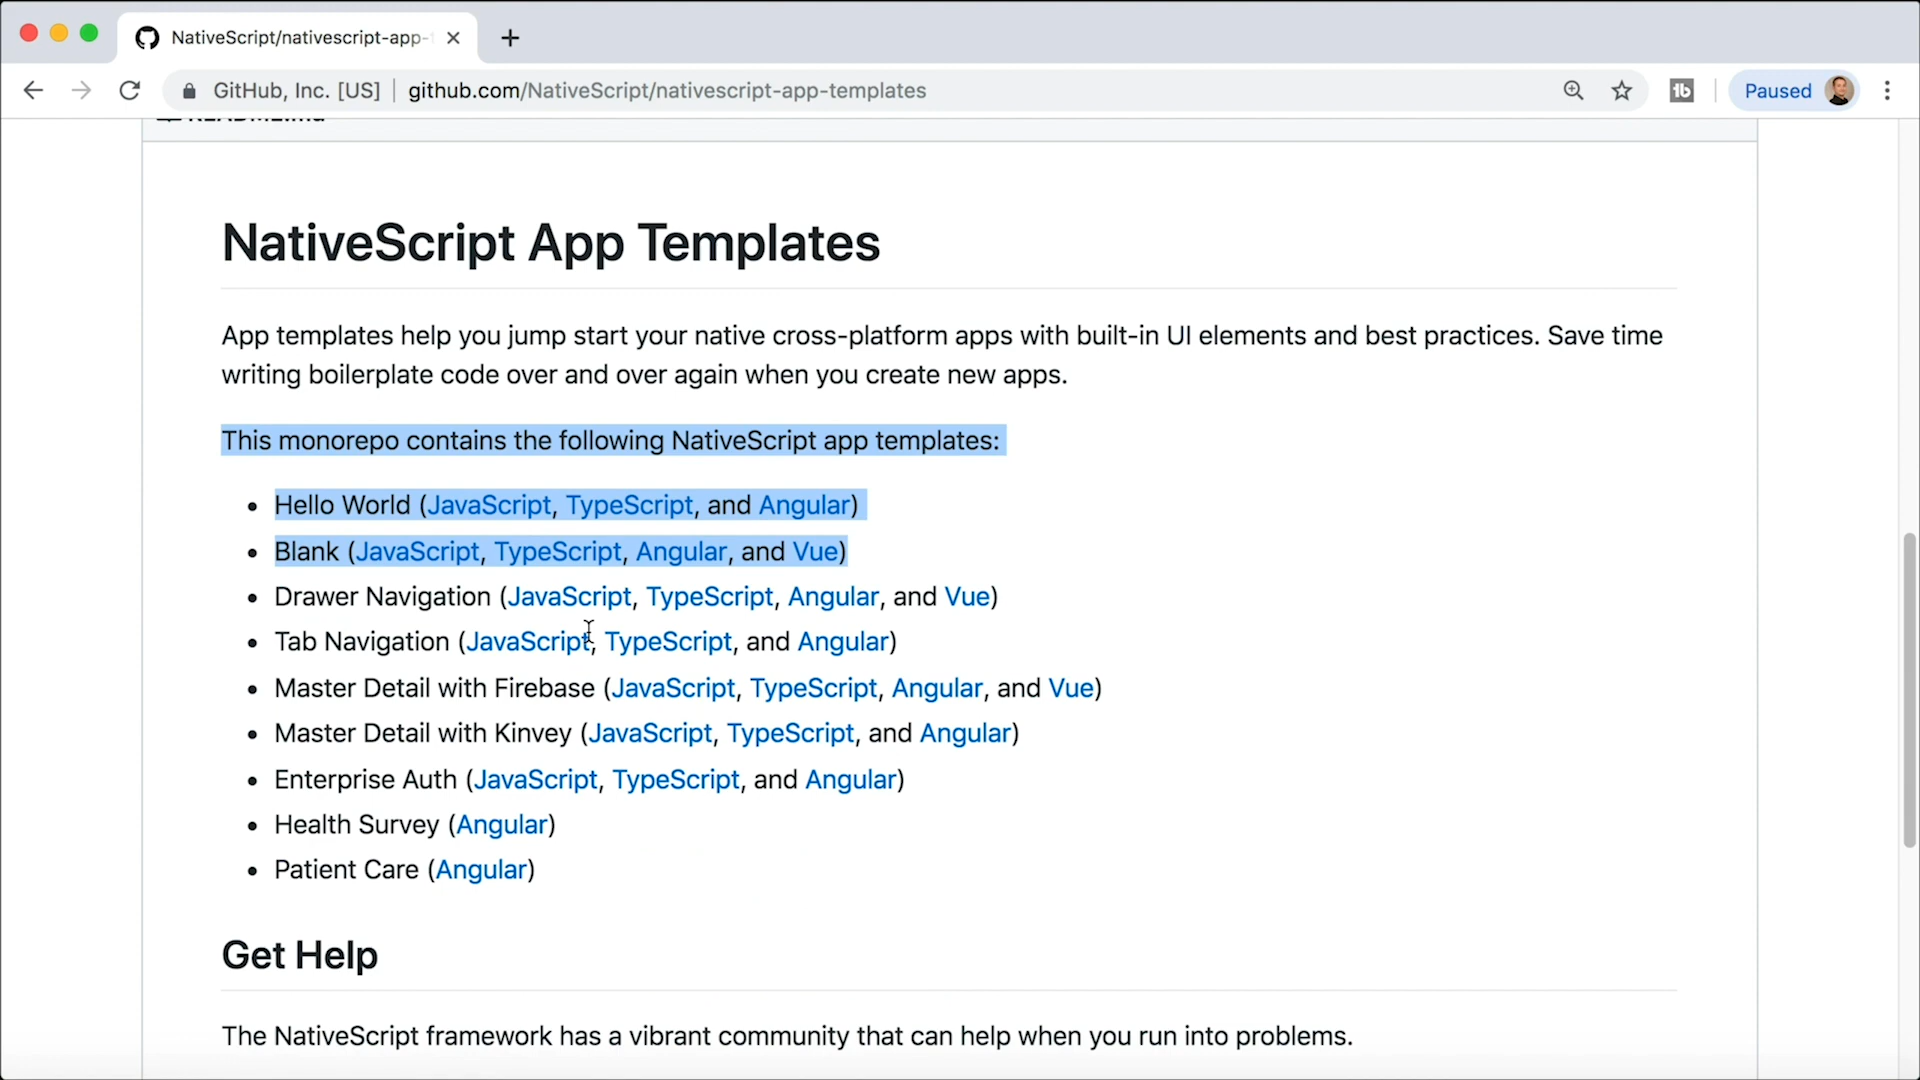 NativeScript/nativescript-app-
GitHub, Inc. [US] | github.com/NativeScript/nativescript-app-templates
Paused
README.md
NativeScript App Templates
App templates help you jump start your native cross-platform apps with built-in UI elements and best practices. Save time
writing boilerplate code over and over again when you create new apps.
This monorepo contains the following NativeScript app templates:
• Hello World (JavaScript, TypeScript, and Angular)
• Blank (JavaScript, TypeScript, Angular, and Vue)
• Drawer Navigation (JavaScript, TypeScript, Angular, and Vue)
• Tab Navigation (JavaScript, TypeScript, and Angular)
• Master Detail with Firebase (JavaScript, TypeScript, Angular, and Vue)
• Master Detail with Kinvey (JavaScript, TypeScript, and Angular)
• Enterprise Auth (JavaScript, TypeScript, and Angular)
• Health Survey (Angular)
• Patient Care (Angular)
Get Help
The NativeScript framework has a vibrant community that can help when you run into problems.